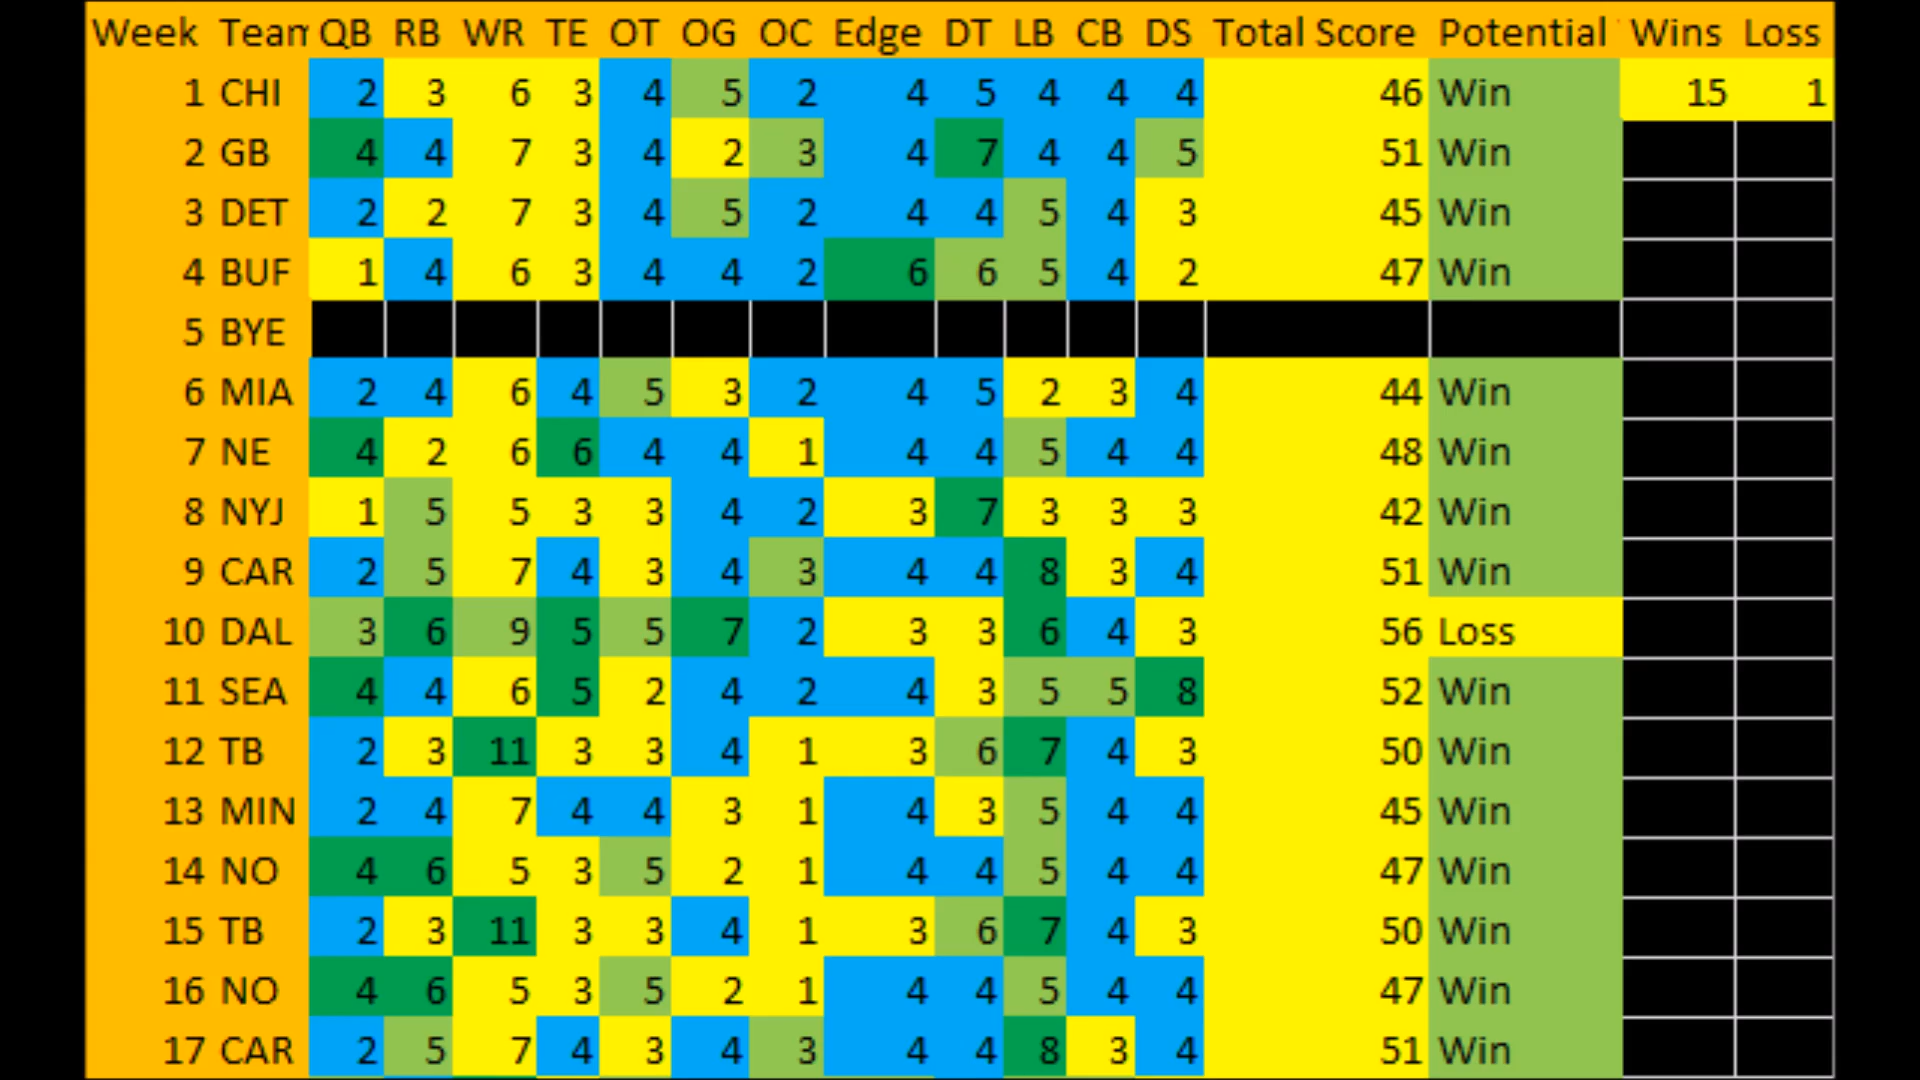 Week Team QB RB WR TE OT OG OC Edge DT LB CB DS Total Score Potential Wins Loss
1 CHI 2 3 6 3 4 5 2 4 5 4 4 4 46 Win 15 1
2 GB 4 4 7 3 4 2 3 4 7 4 4 5 51 Win
3 DET 2 2 7 3 4 5 2 4 4 5 4 3 45 Win
4 BUF 1 4 6 3 4 4 2 6 6 5 4 2 47 Win
5 BYE
6 MIA 2 4 6 4 5 3 2 4 5 2 3 4 44 Win
7 NE 4 2 6 6 4 4 1 4 4 5 4 4 48 Win
8 NYJ 1 5 5 3 3 4 2 3 7 3 3 3 42 Win
9 CAR 2 5 7 4 3 4 3 4 4 8 3 4 51 Win
10 DAL 3 6 9 5 5 7 2 3 3 6 4 3 56 Loss
11 SEA 4 4 6 5 2 4 2 4 3 5 5 8 52 Win
12 TB 2 3 11 3 3 4 1 3 6 7 4 3 50 Win
13 MIN 2 4 7 4 4 3 1 4 3 5 4 4 45 Win
14 NO 4 6 5 3 5 2 1 4 4 5 4 4 47 Win
15 TB 2 3 11 3 3 4 1 3 6 7 4 3 50 Win
16 NO 4 6 5 3 5 2 1 4 4 5 4 4 47 Win
17 CAR 2 5 7 4 3 4 3 4 4 8 3 4 51 Win